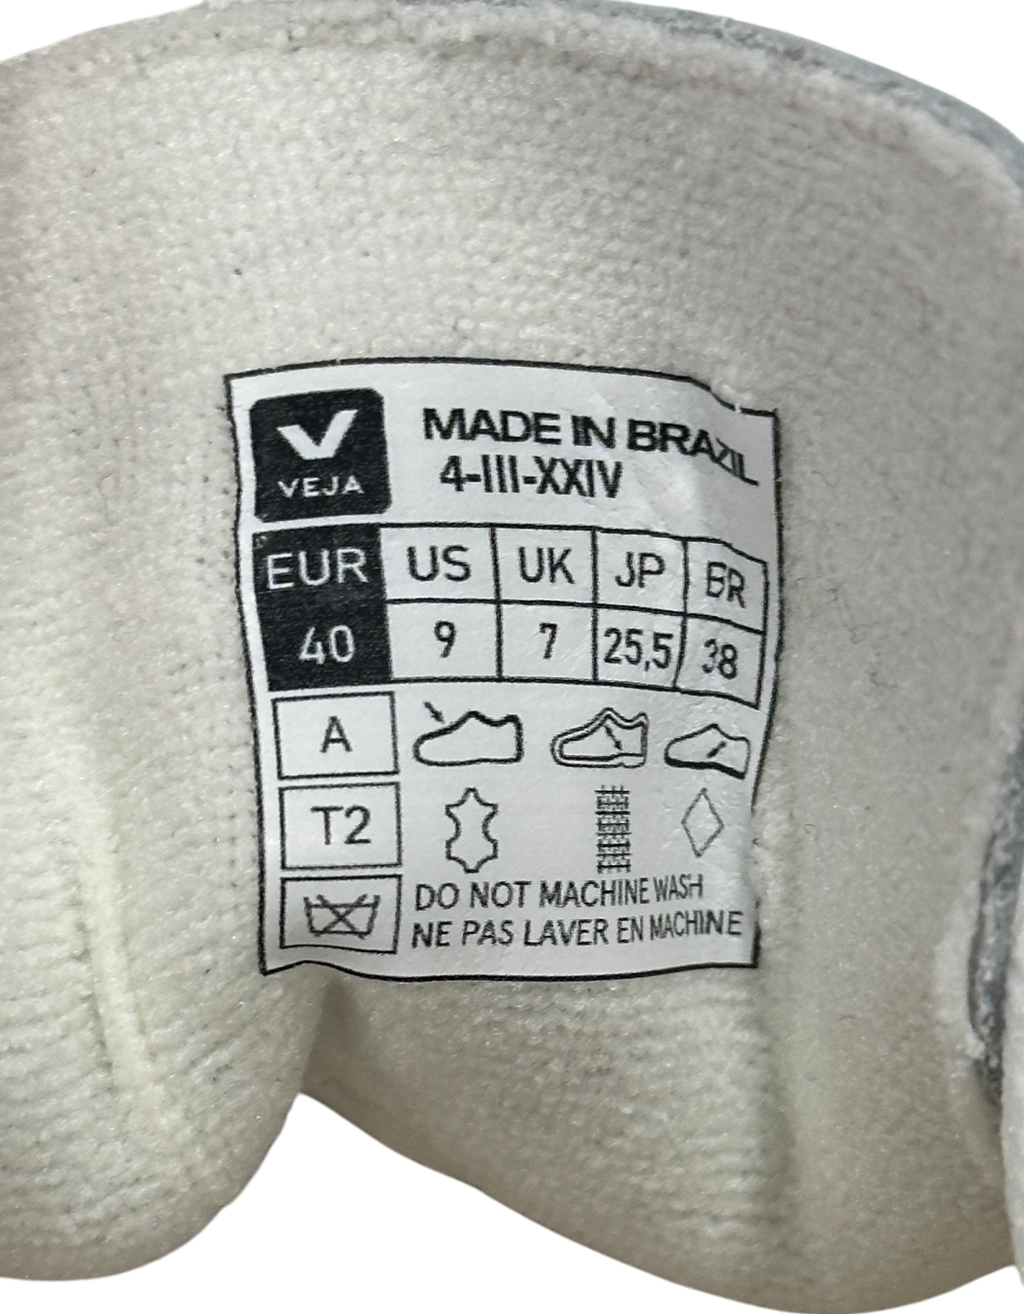 VEJA
MADE IN BRAZIL
4-III-XXIV
EUR US UK JP BR
40 9 7 25,5 38
A
T2
DO NOT MACHINE WASH
NE PAS LAVER EN MACHINE